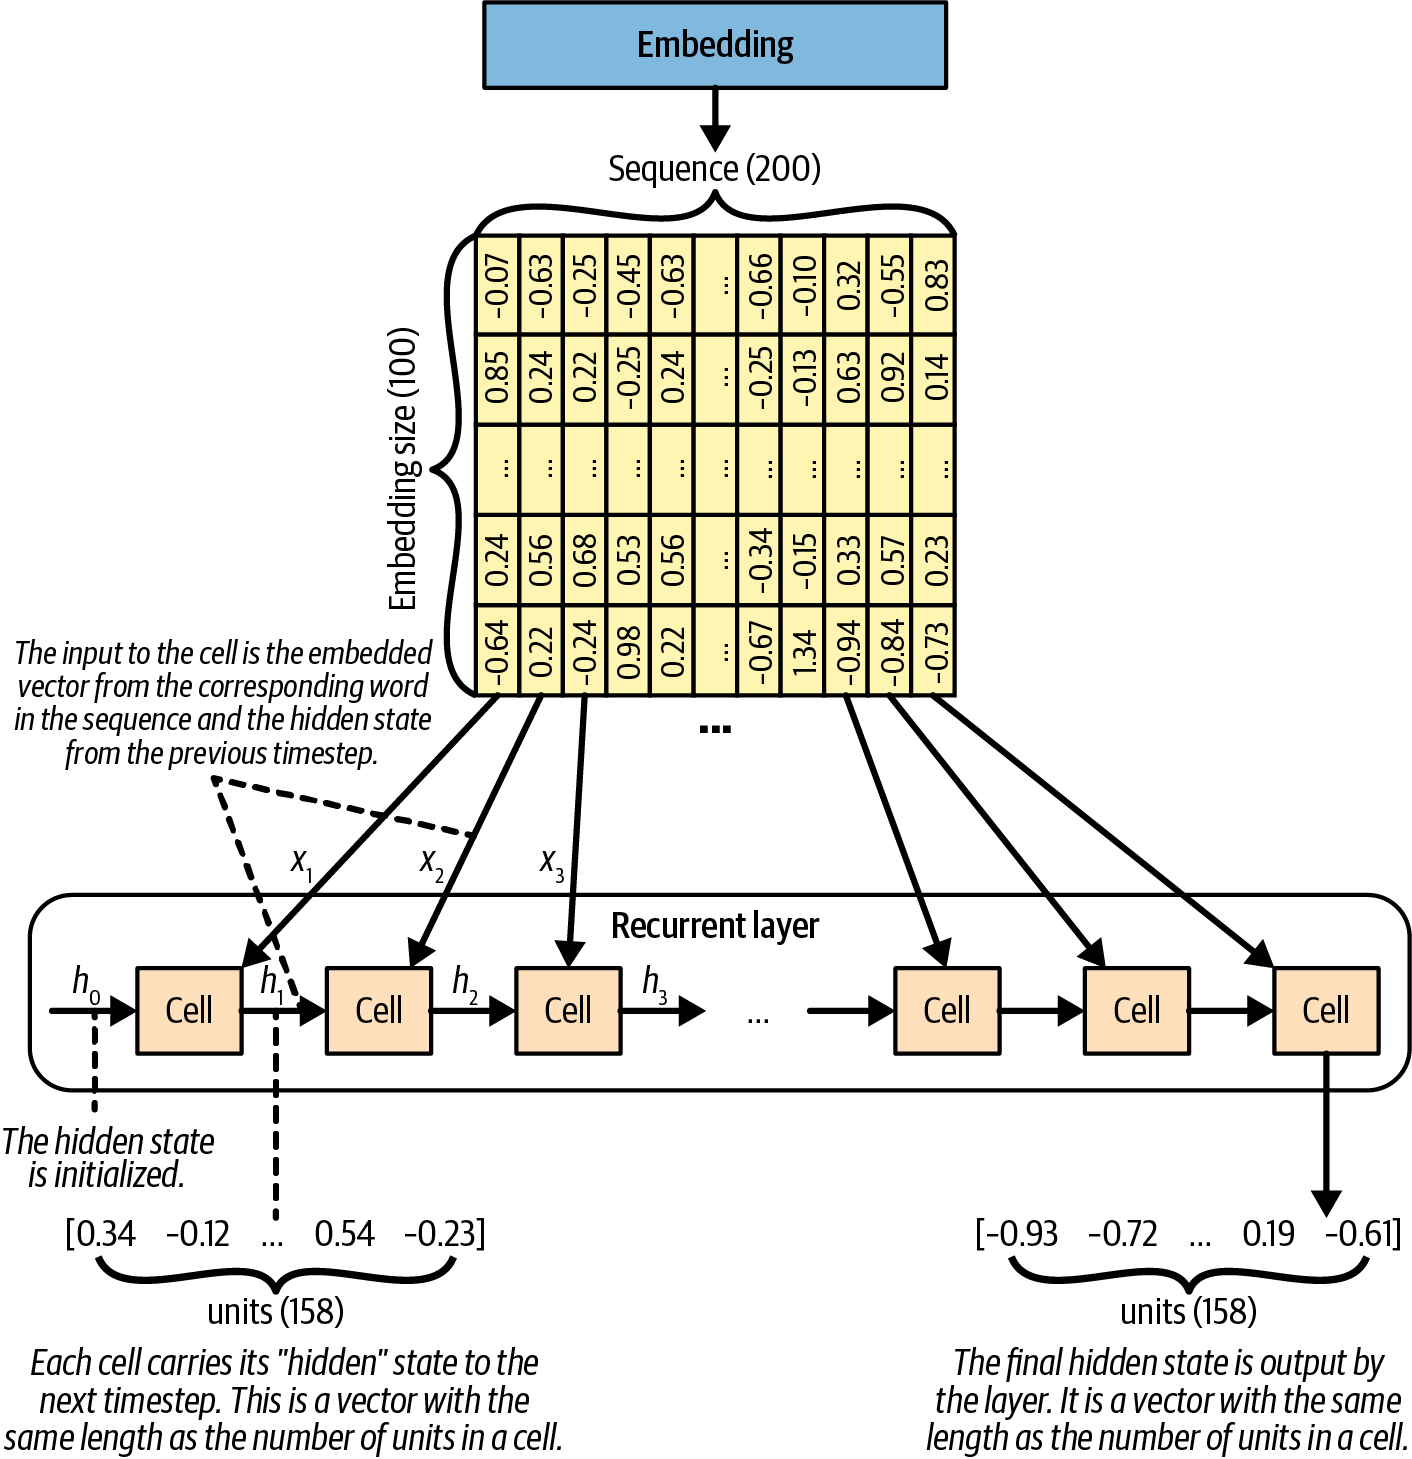 Embedding
Sequence (200)
Embedding size (100)
-0.07 -0.63 -0.25 -0.45 -0.63 ... -0.66 -0.10 0.32 -0.55 0.83
0.85 0.24 0.22 -0.25 0.24 ... -0.25 -0.13 0.63 0.92 0.14
... ... ... ... ... ... ... ... ... ... ...
0.24 0.56 0.68 0.53 0.56 ... -0.34 -0.15 0.33 0.57 0.23
-0.64 0.22 -0.24 0.98 0.22 ... -0.67 1.34 -0.94 -0.84 -0.73
...
The input to the cell is the embedded
vector from the corresponding word
in the sequence and the hidden state
from the previous timestep.
x₁ x₂ x₃
Recurrent layer
h₀ Cell h₁ Cell h₂ Cell h₃ ... Cell Cell Cell
The hidden state
is initialized.
[0.34 -0.12 ... 0.54 -0.23]
units (158)
Each cell carries its "hidden" state to the
next timestep. This is a vector with the
same length as the number of units in a cell.
[-0.93 -0.72 ... 0.19 -0.61]
units (158)
The final hidden state is output by
the layer. It is a vector with the same
length as the number of units in a cell.